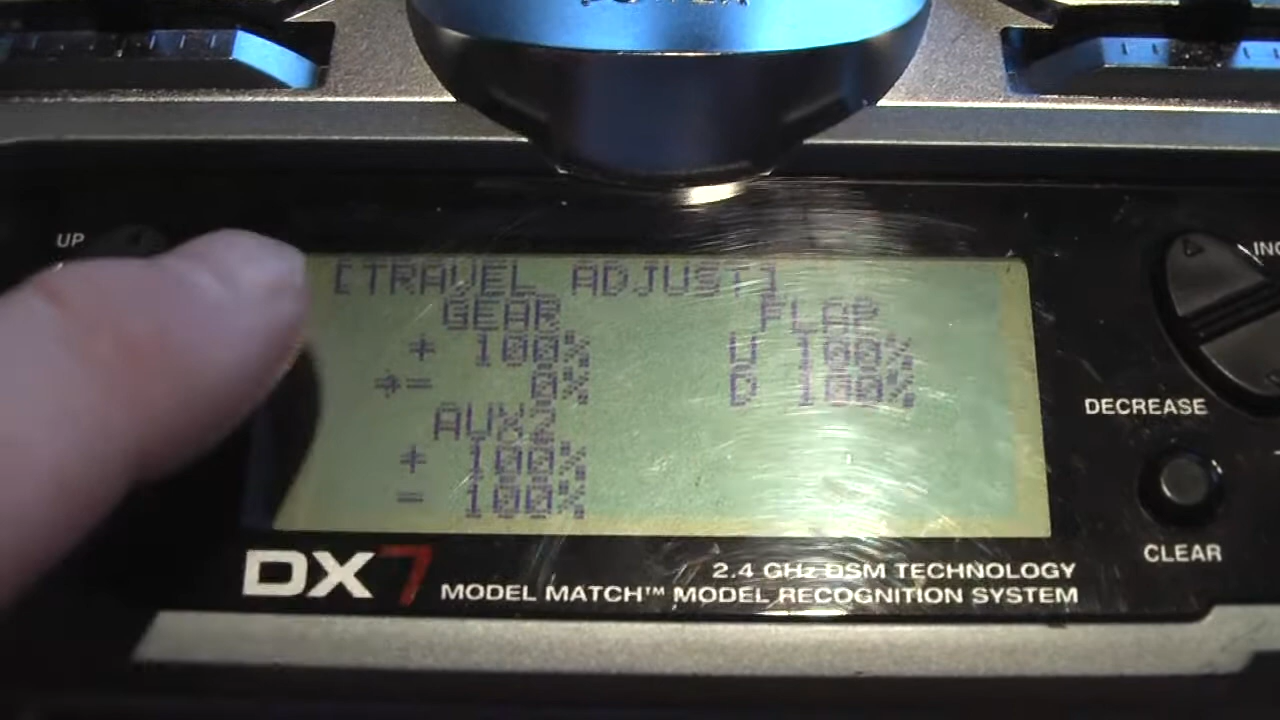 UP
[TRAVEL ADJUST]
GEAR FLAP
+ 100% U 100%
→- 0% D 100%
AUX2
+ 100%
- 100%
DECREASE
CLEAR
DX7
2.4 GHz DSM TECHNOLOGY
MODEL MATCH™ MODEL RECOGNITION SYSTEM